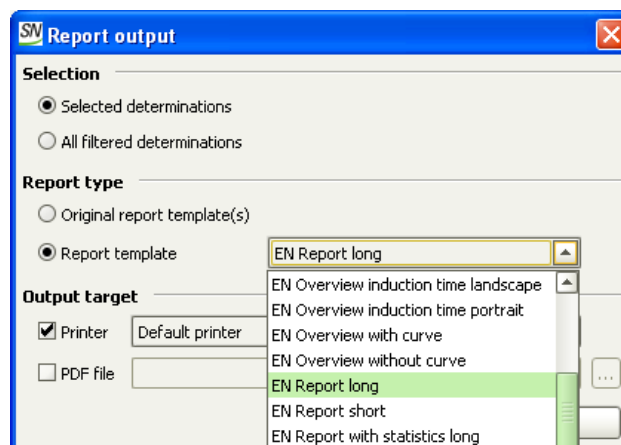 SN Report output
Selection
Selected determinations
All filtered determinations
Report type
Original report template(s)
Report template EN Report long
EN Overview induction time landscape
EN Overview induction time portrait
Output target
EN Overview with curve
Printer Default printer
EN Overview without curve
PDF file ...
EN Report long
EN Report short
EN Report with statistics long